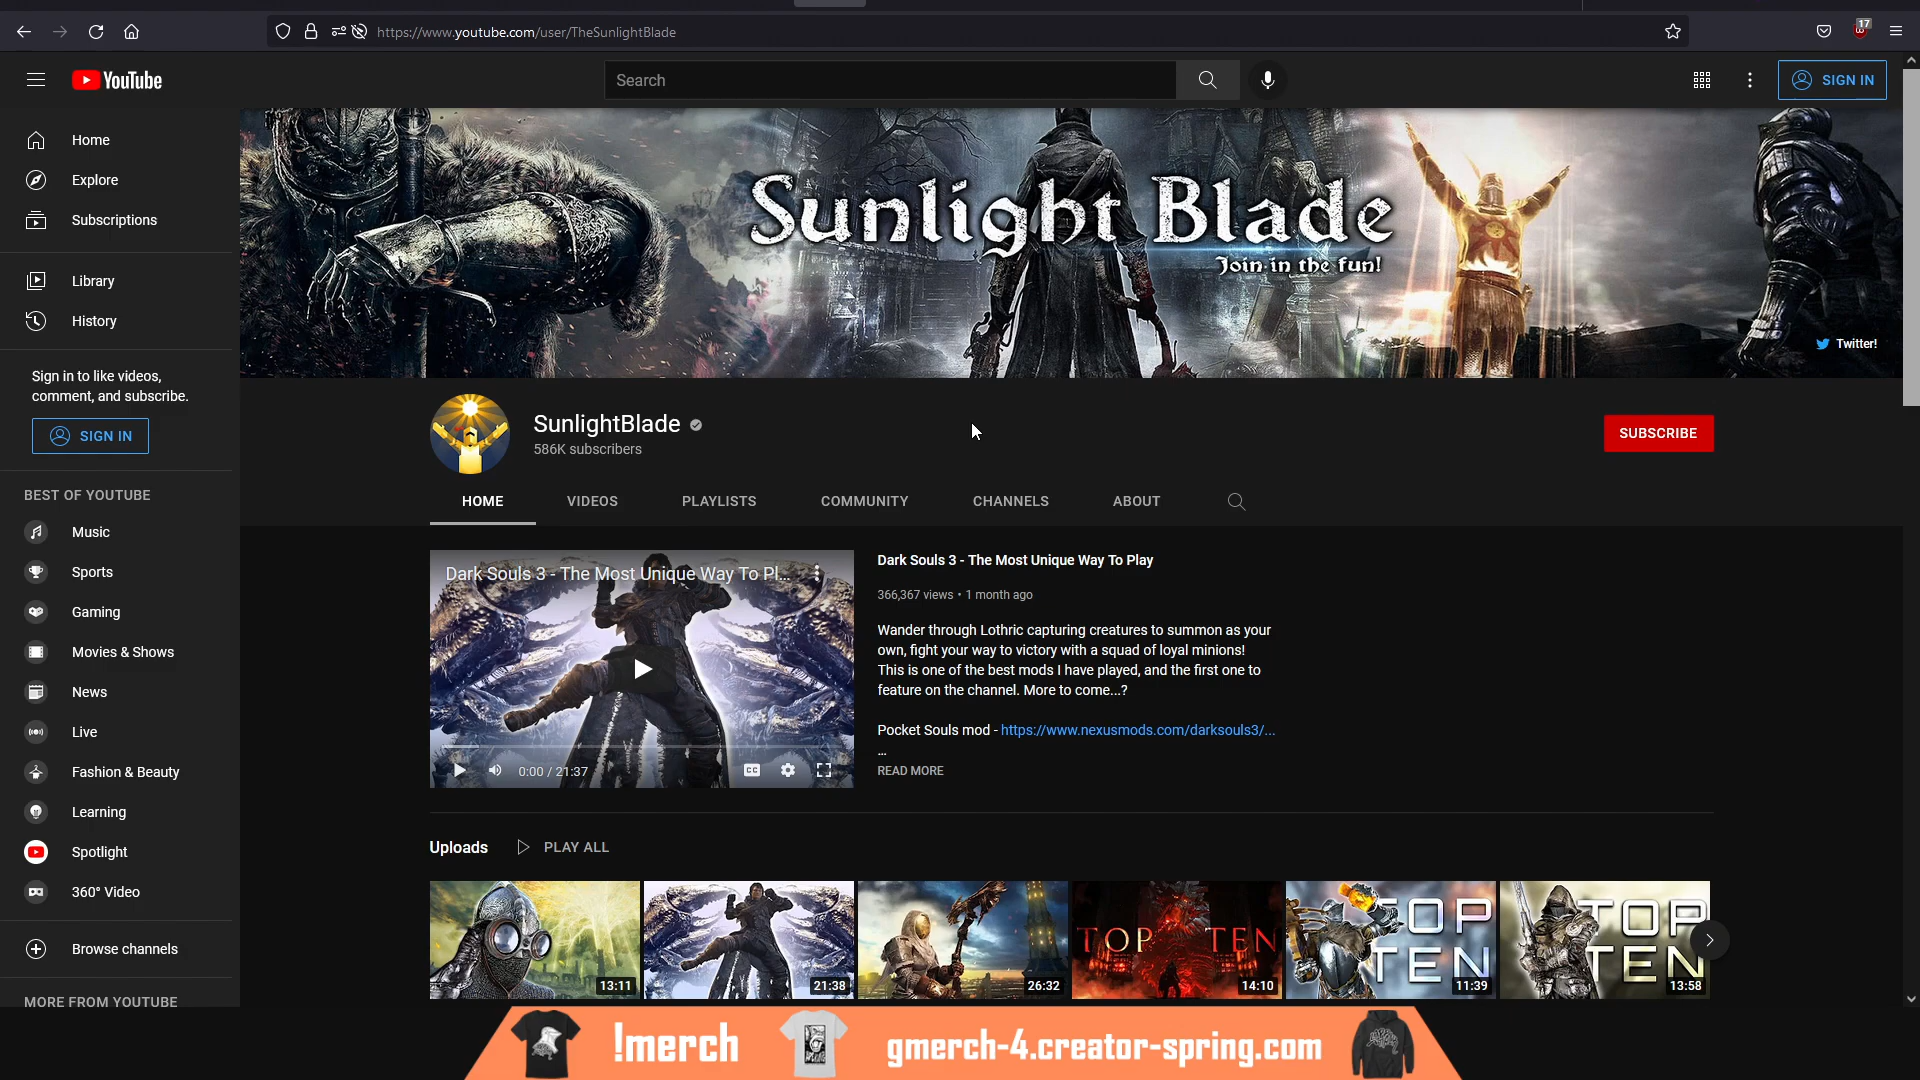 https://www.youtube.com/user/TheSunlightBlade
17
YouTube
Search
SIGN IN
Home
Explore
Subscriptions
Library
History
Sign in to like videos,
comment, and subscribe.
SIGN IN
BEST OF YOUTUBE
Music
Sports
Gaming
Movies & Shows
News
Live
Fashion & Beauty
Learning
Spotlight
360° Video
Browse channels
MORE FROM YOUTUBE
Sunlight Blade
Join in the fun!
Twitter!
SunlightBlade
586K subscribers
SUBSCRIBE
HOME VIDEOS PLAYLISTS COMMUNITY CHANNELS ABOUT
Dark Souls 3 - The Most Unique Way To Pl...
CC
0:00 / 21:37
Dark Souls 3 - The Most Unique Way To Play
366,367 views • 1 month ago
Wander through Lothric capturing creatures to summon as your
own, fight your way to victory with a squad of loyal minions!
This is one of the best mods I have played, and the first one to
feature on the channel. More to come...?
Pocket Souls mod - https://www.nexusmods.com/darksouls3/...
...
READ MORE
Uploads PLAY ALL
13:11
21:38
26:32
TOP TEN
14:10
TOP
TEN
11:39
TOP
TEN
13:58
!merch
gmerch-4.creator-spring.com